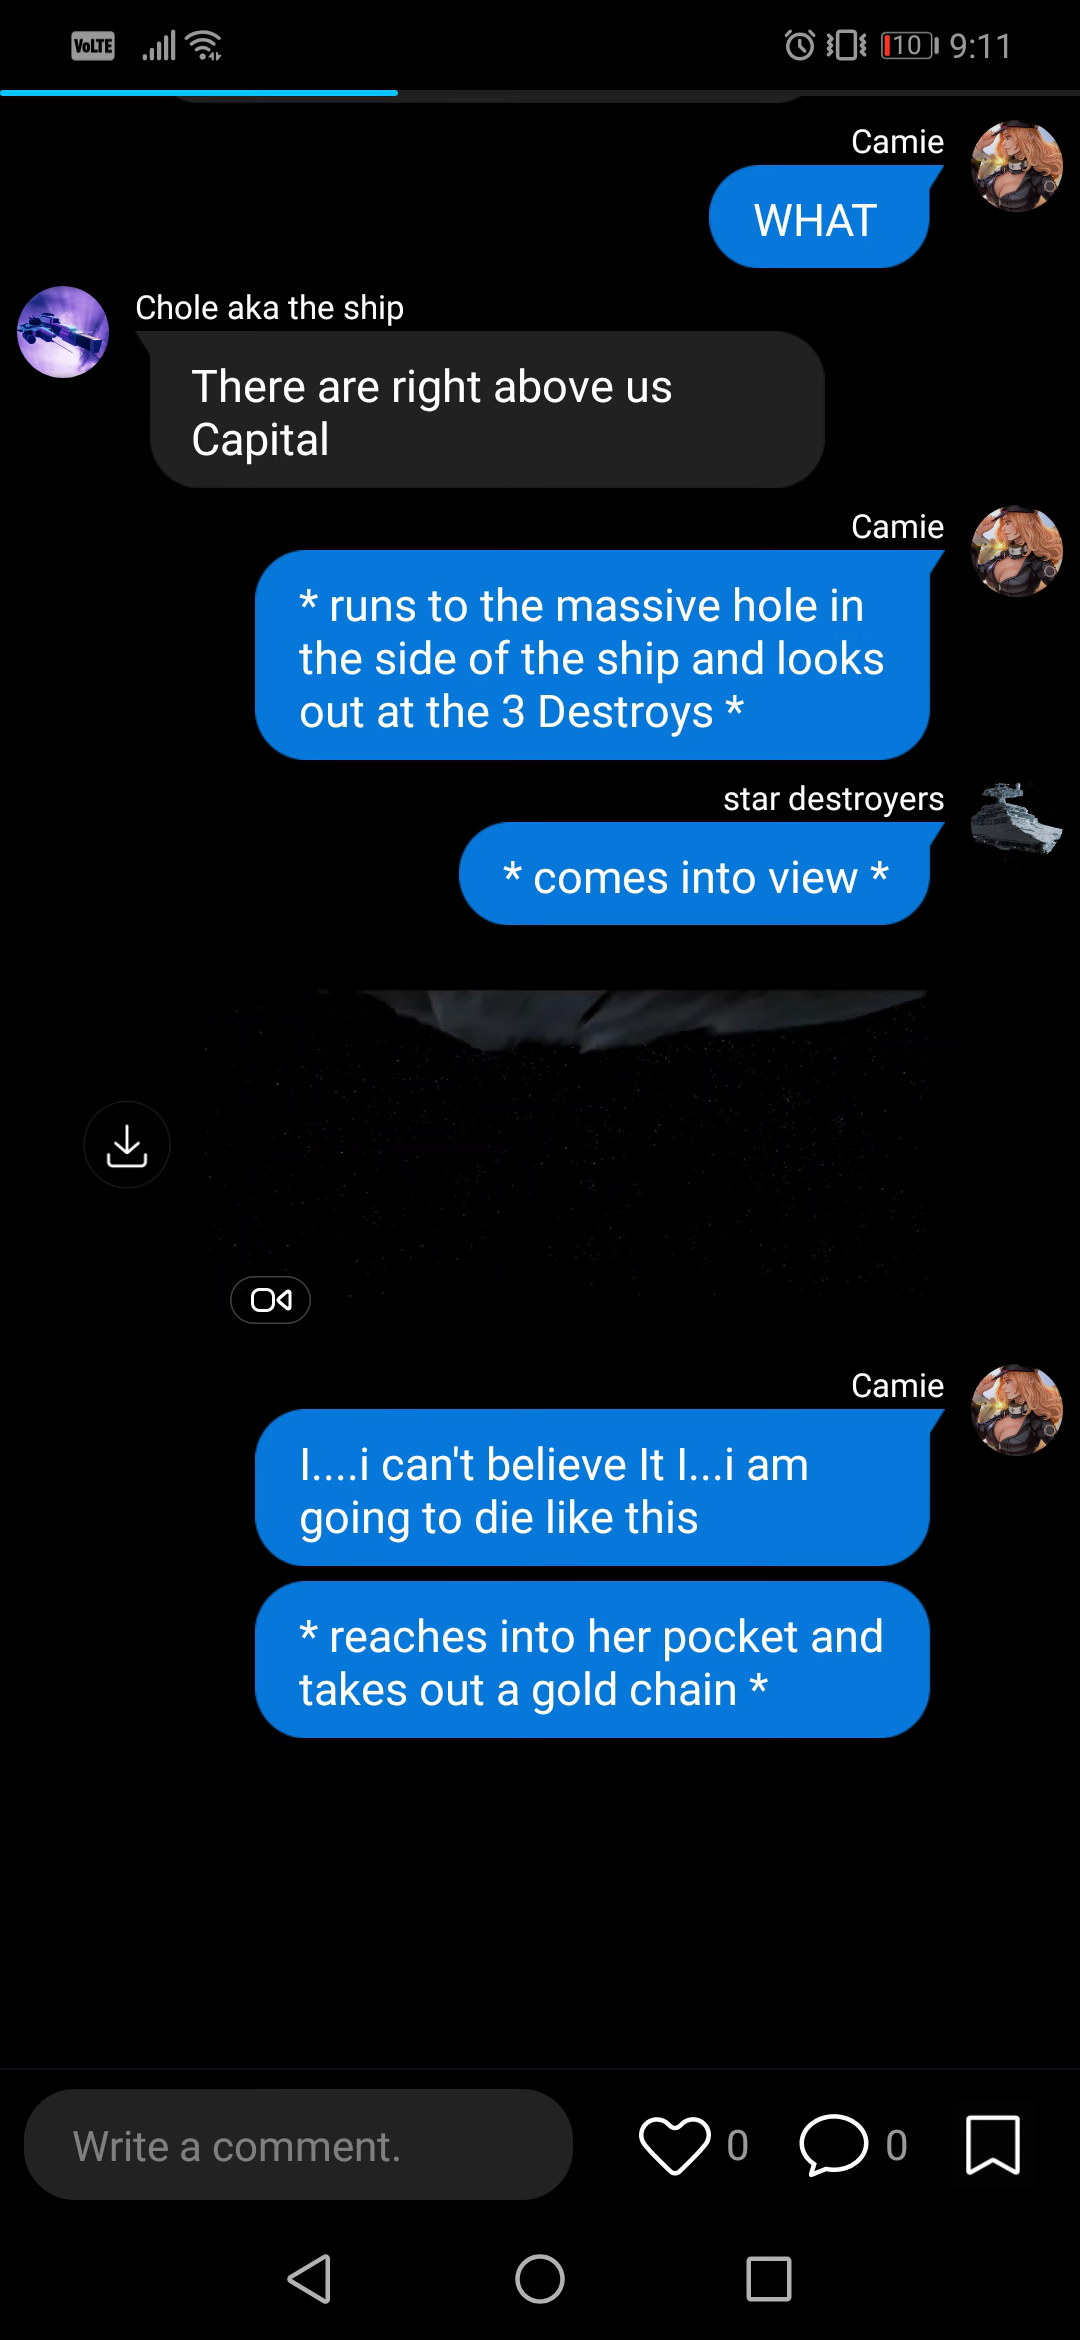 VoLTE
10
9:11
Camie
WHAT
Chole aka the ship
There are right above us
Capital
Camie
* runs to the massive hole in
the side of the ship and looks
out at the 3 Destroys *
star destroyers
* comes into view *
Camie
I....i can't believe It I...i am
going to die like this
* reaches into her pocket and
takes out a gold chain *
Write a comment.
0
0